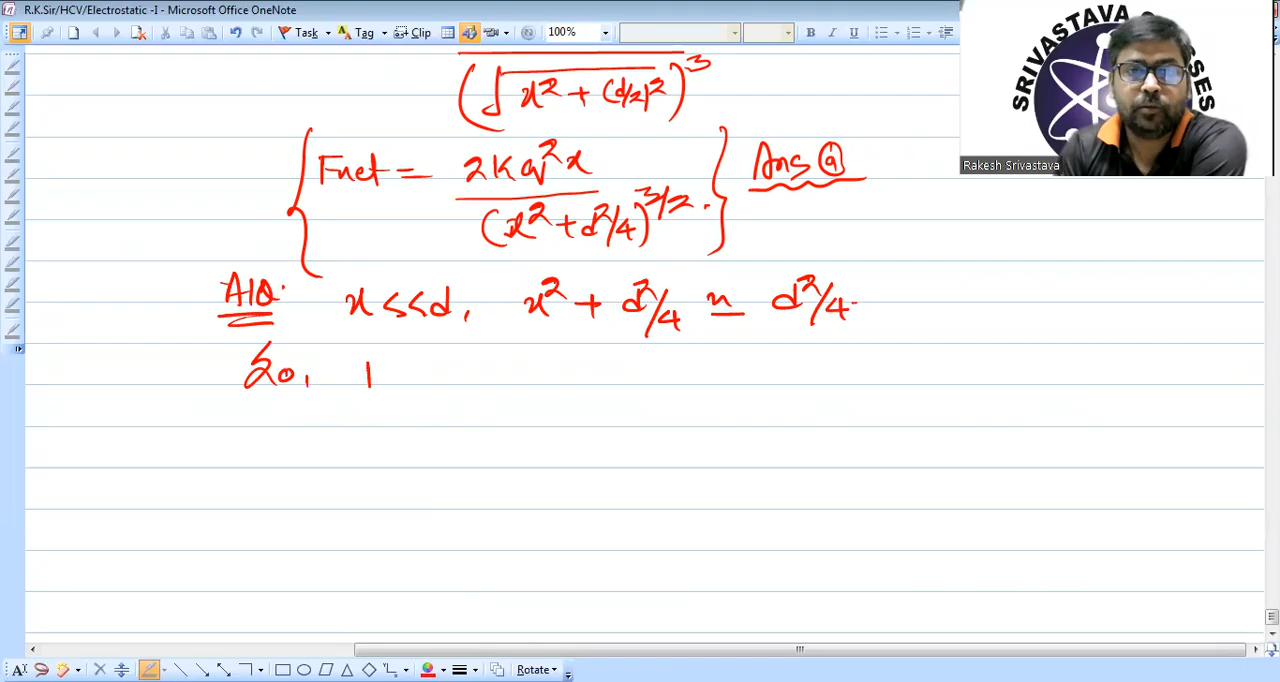 R.K.Sir/HCV/Electrostatic -I - Microsoft Office OneNote
Task Tag Clip 100% B I U
SRIVASTAVA CLASSES
(√x² + (d/2)²)³
Fnet = 2Kq²x / (x² + d²/4)^3/2. Ans (a)
Rakesh Srivastava
A/Q. x << d, x² + d²/4 ≈ d²/4
So,
A Rotate